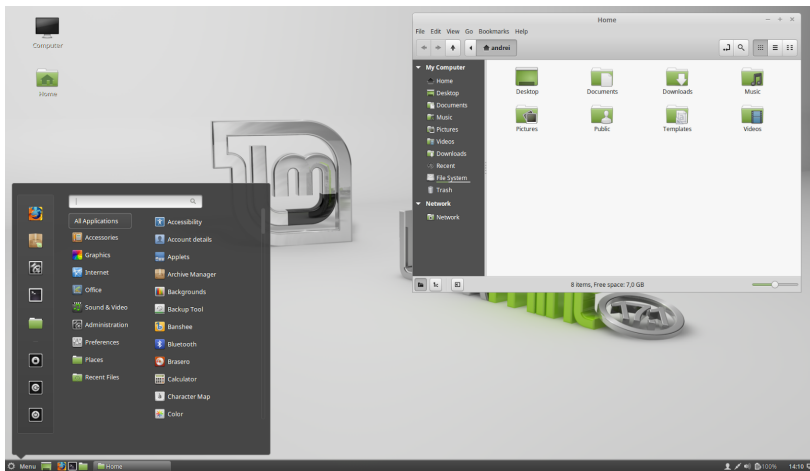 Computer
Home
Home
File Edit View Go Bookmarks Help
andrei
My Computer
Home
Desktop
Documents
Music
Pictures
Videos
Downloads
Recent
File System
Trash
Network
Network
Desktop Documents Downloads Music
Pictures Public Templates Videos
8 items, Free space: 7,0 GB
17.1
All Applications
Accessories
Graphics
Internet
Office
Sound & Video
Administration
Preferences
Places
Recent Files
Accessibility
Account details
Applets
Archive Manager
Backgrounds
Backup Tool
Banshee
Bluetooth
Brasero
Calculator
Character Map
Color
Menu
Home
100%
14:10